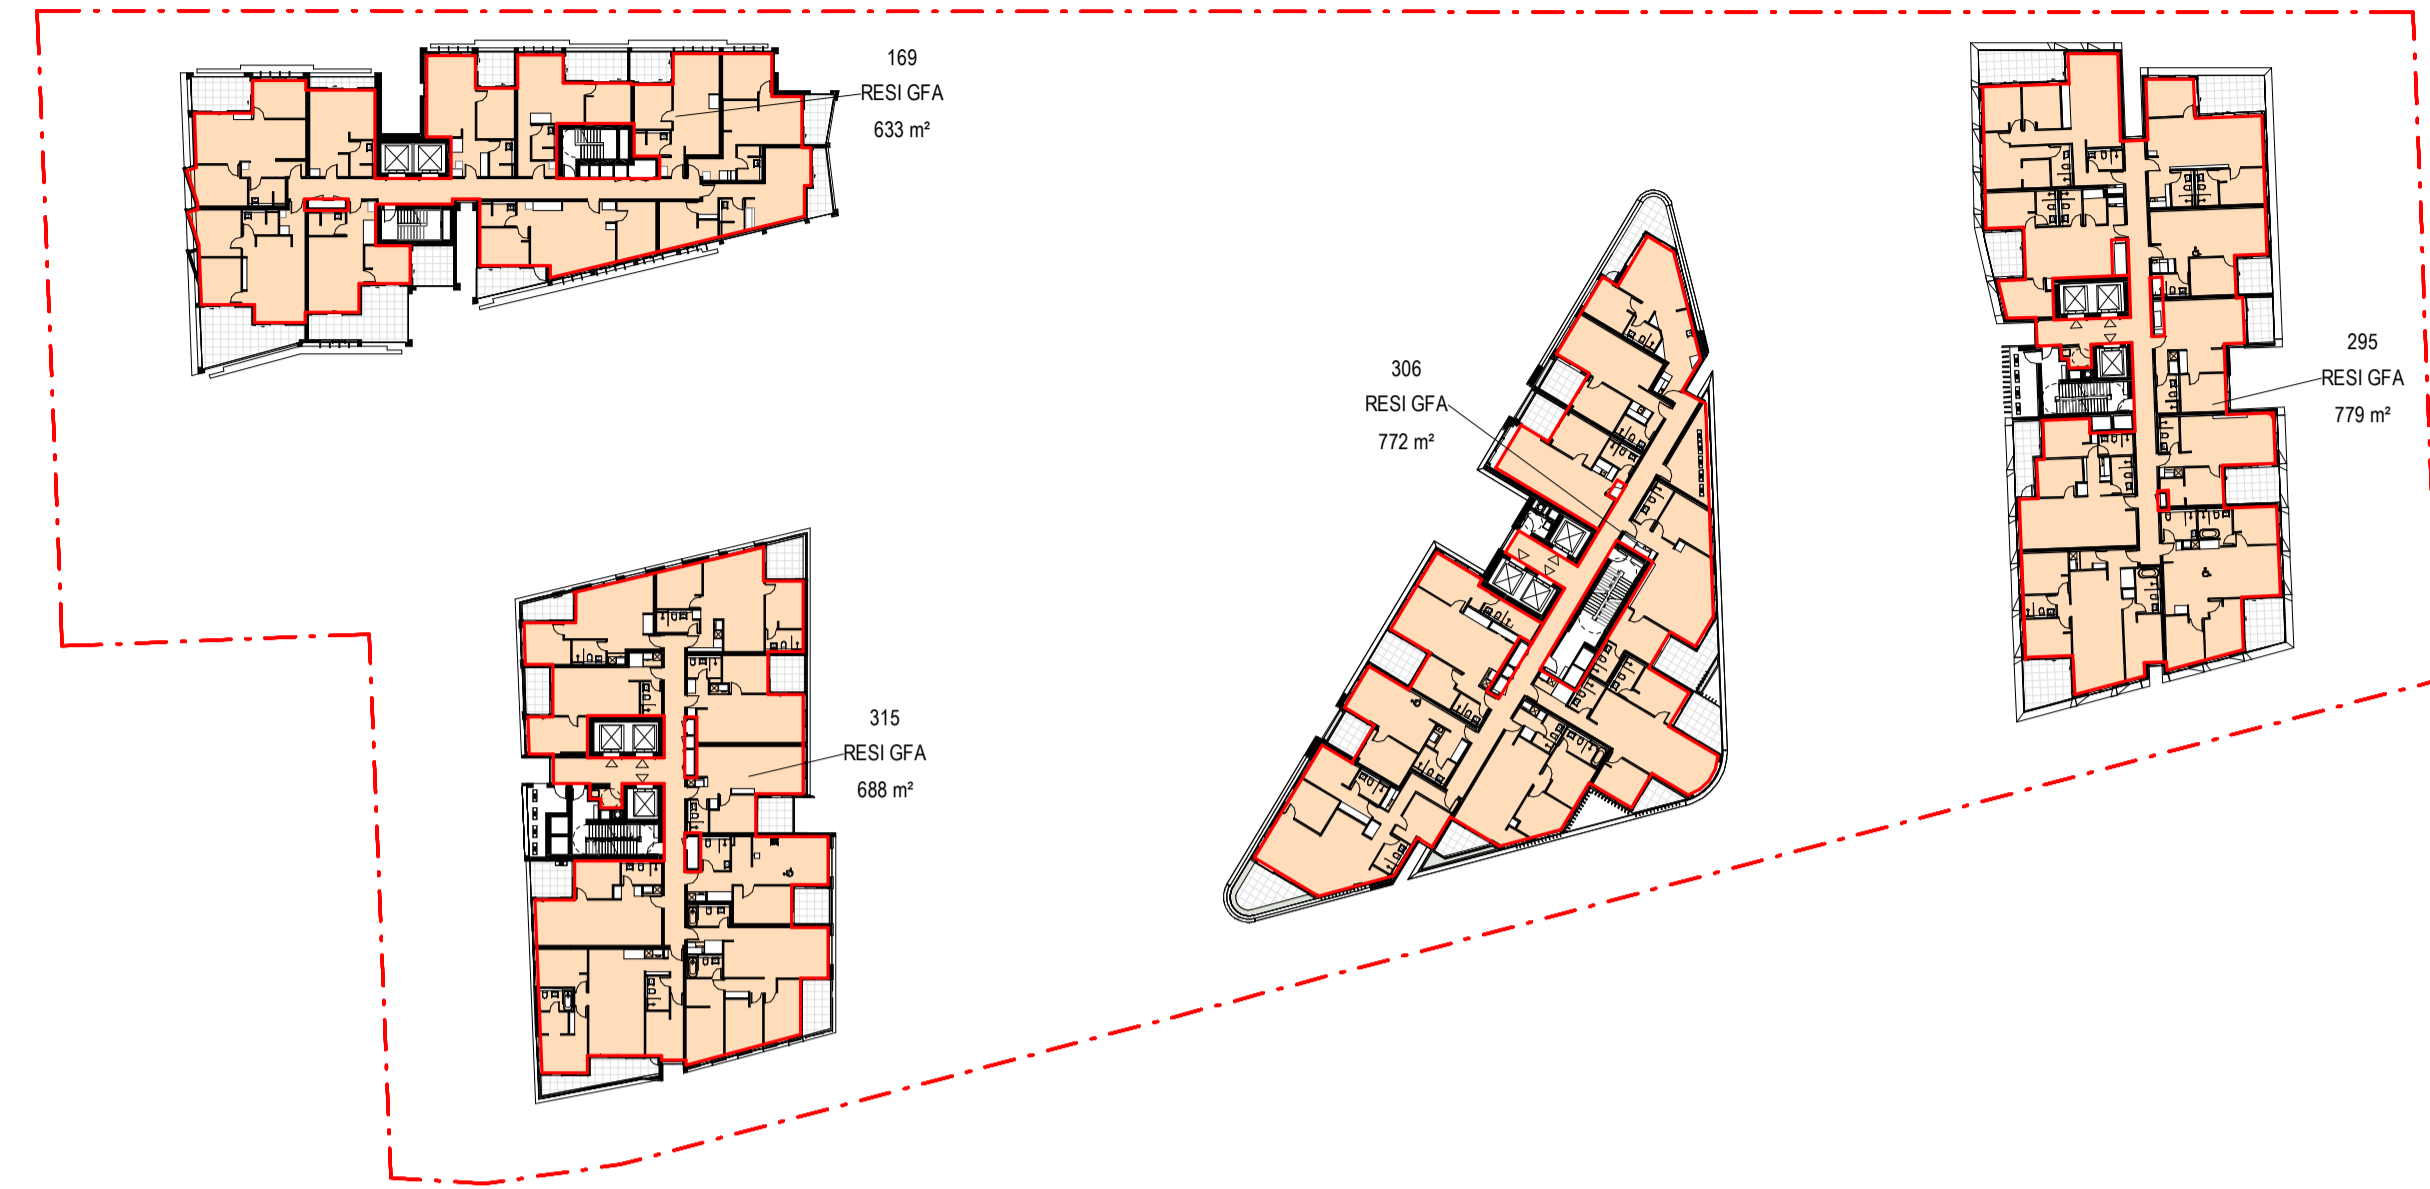 169
RESI GFA
633 m²
295
RESI GFA
779 m²
306
RESI GFA
772 m²
315
RESI GFA
688 m²